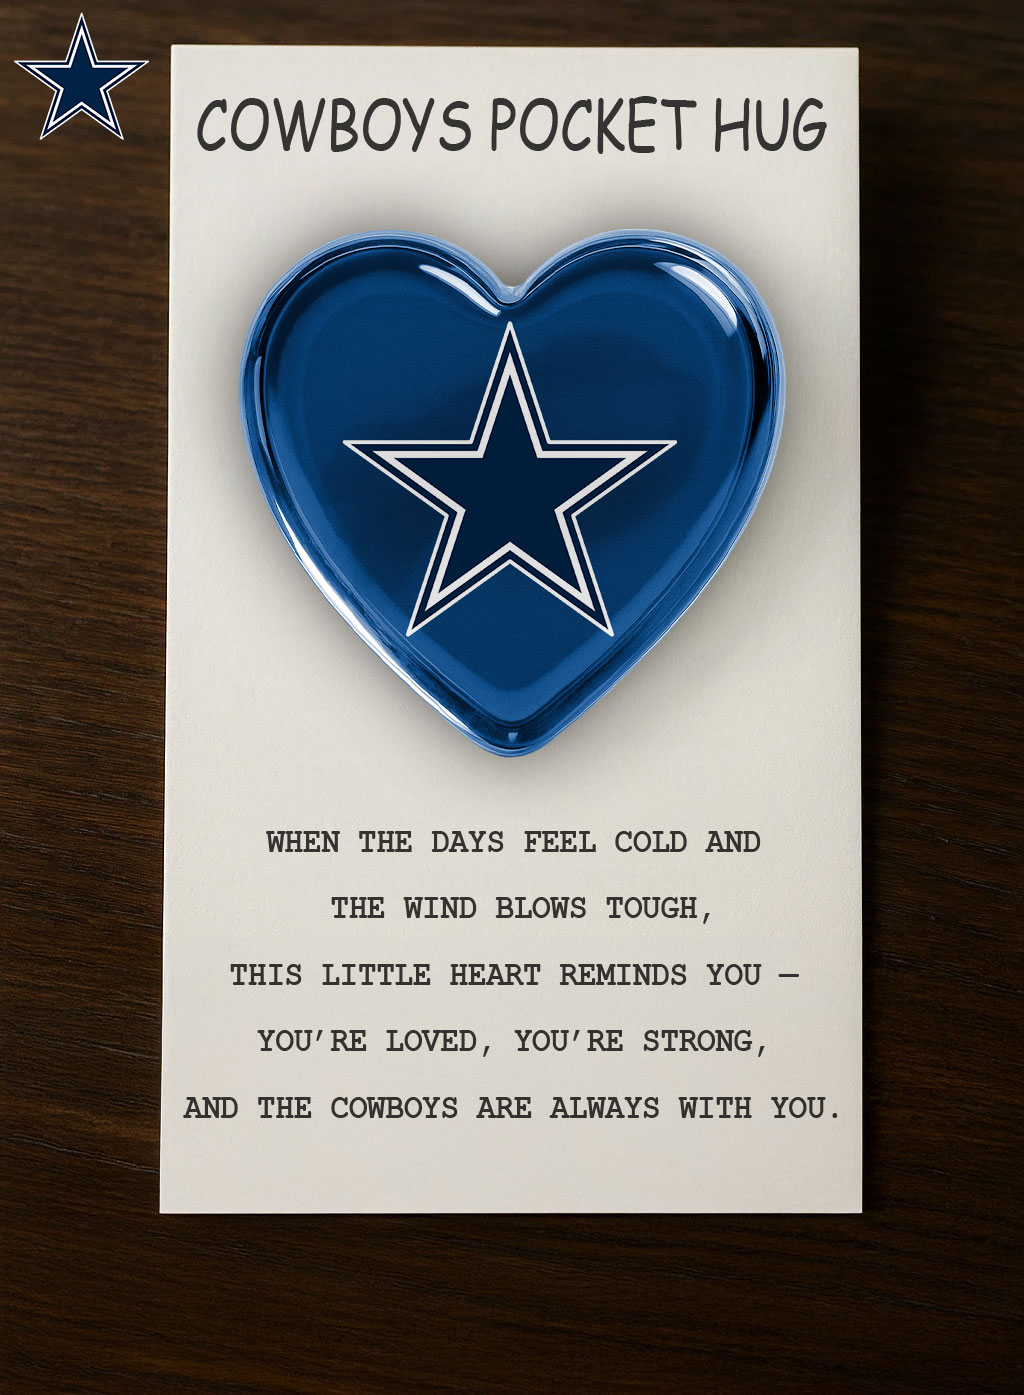 COWBOYS POCKET HUG
WHEN THE DAYS FEEL COLD AND
THE WIND BLOWS TOUGH,
THIS LITTLE HEART REMINDS YOU —
YOU’RE LOVED, YOU’RE STRONG,
AND THE COWBOYS ARE ALWAYS WITH YOU.